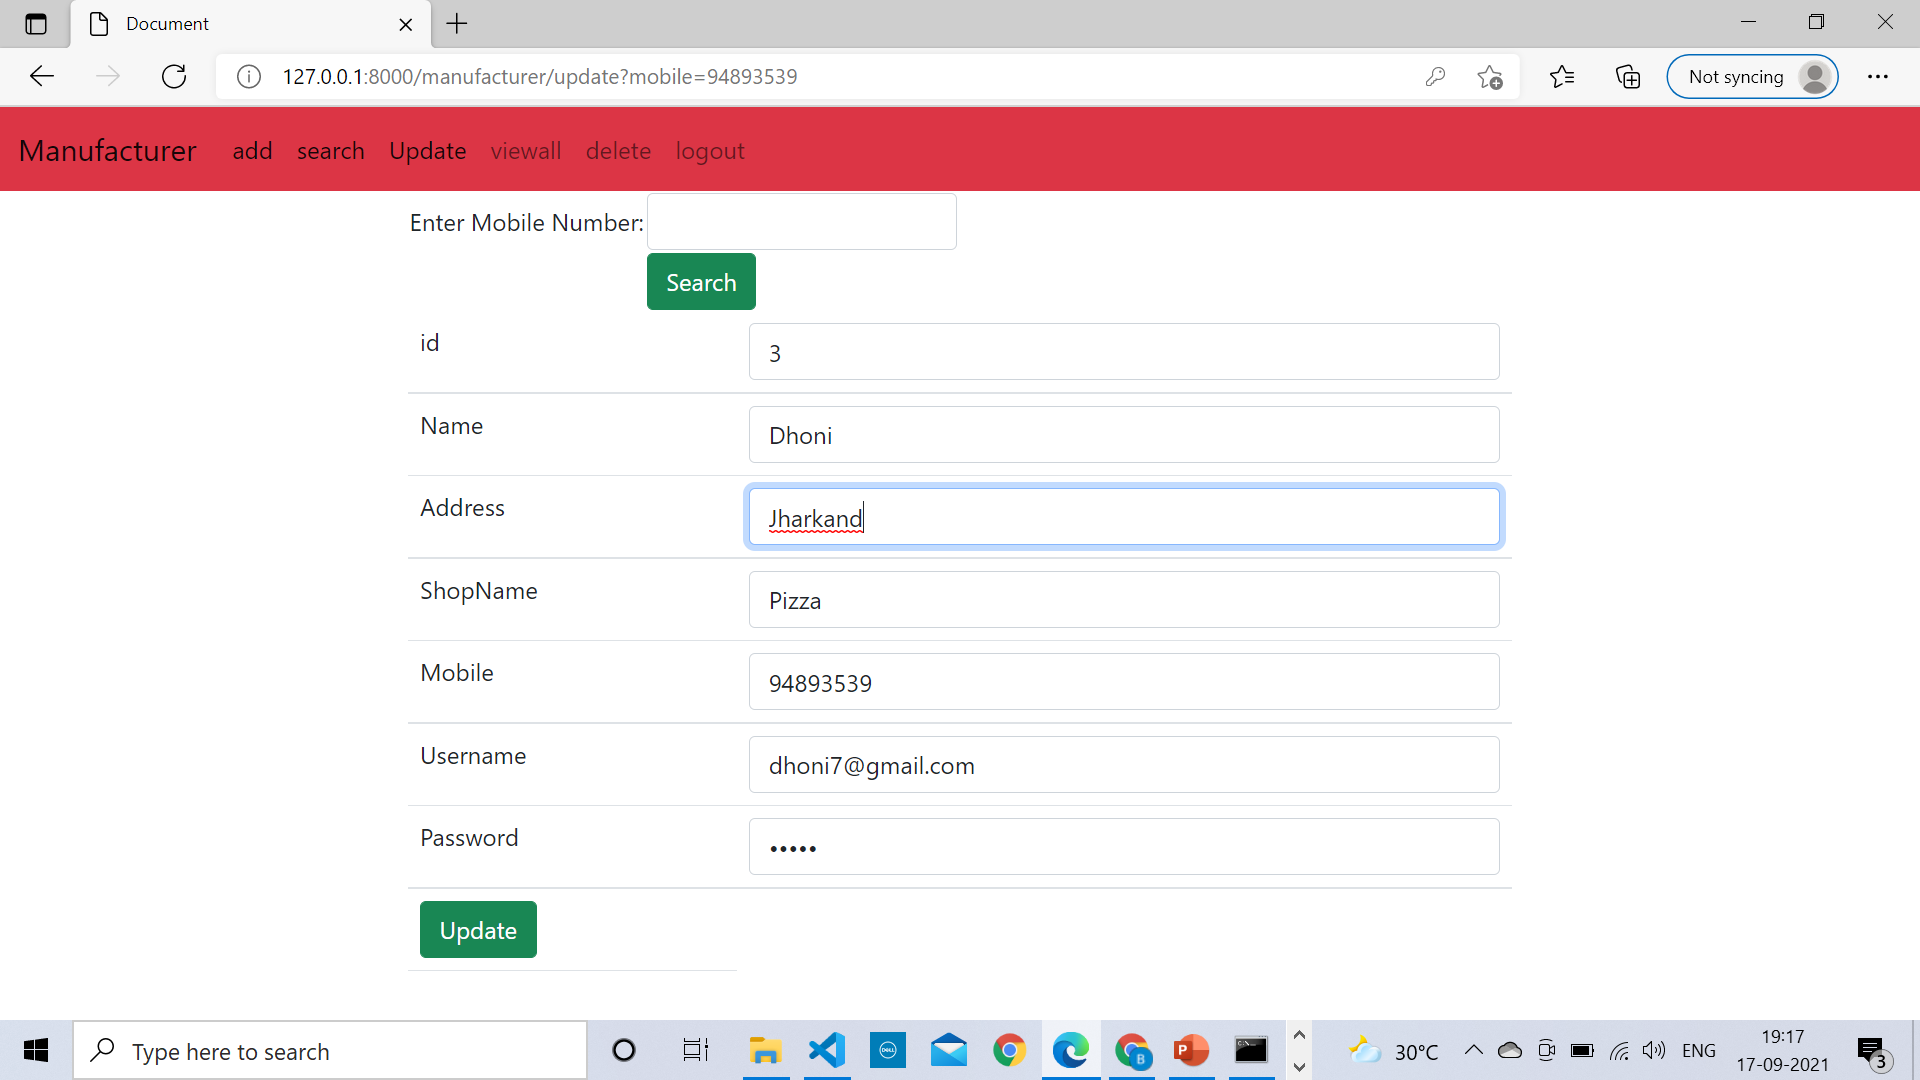 Document
127.0.0.1:8000/manufacturer/update?mobile=94893539
Not syncing
Manufacturer add search Update viewall delete logout
Enter Mobile Number:
Search
id 3
Name Dhoni
Address Jharkand
ShopName Pizza
Mobile 94893539
Username dhoni7@gmail.com
Password •••••
Update
Type here to search
DELL
B
P
C:\
30°C
ENG
19:17
17-09-2021
3